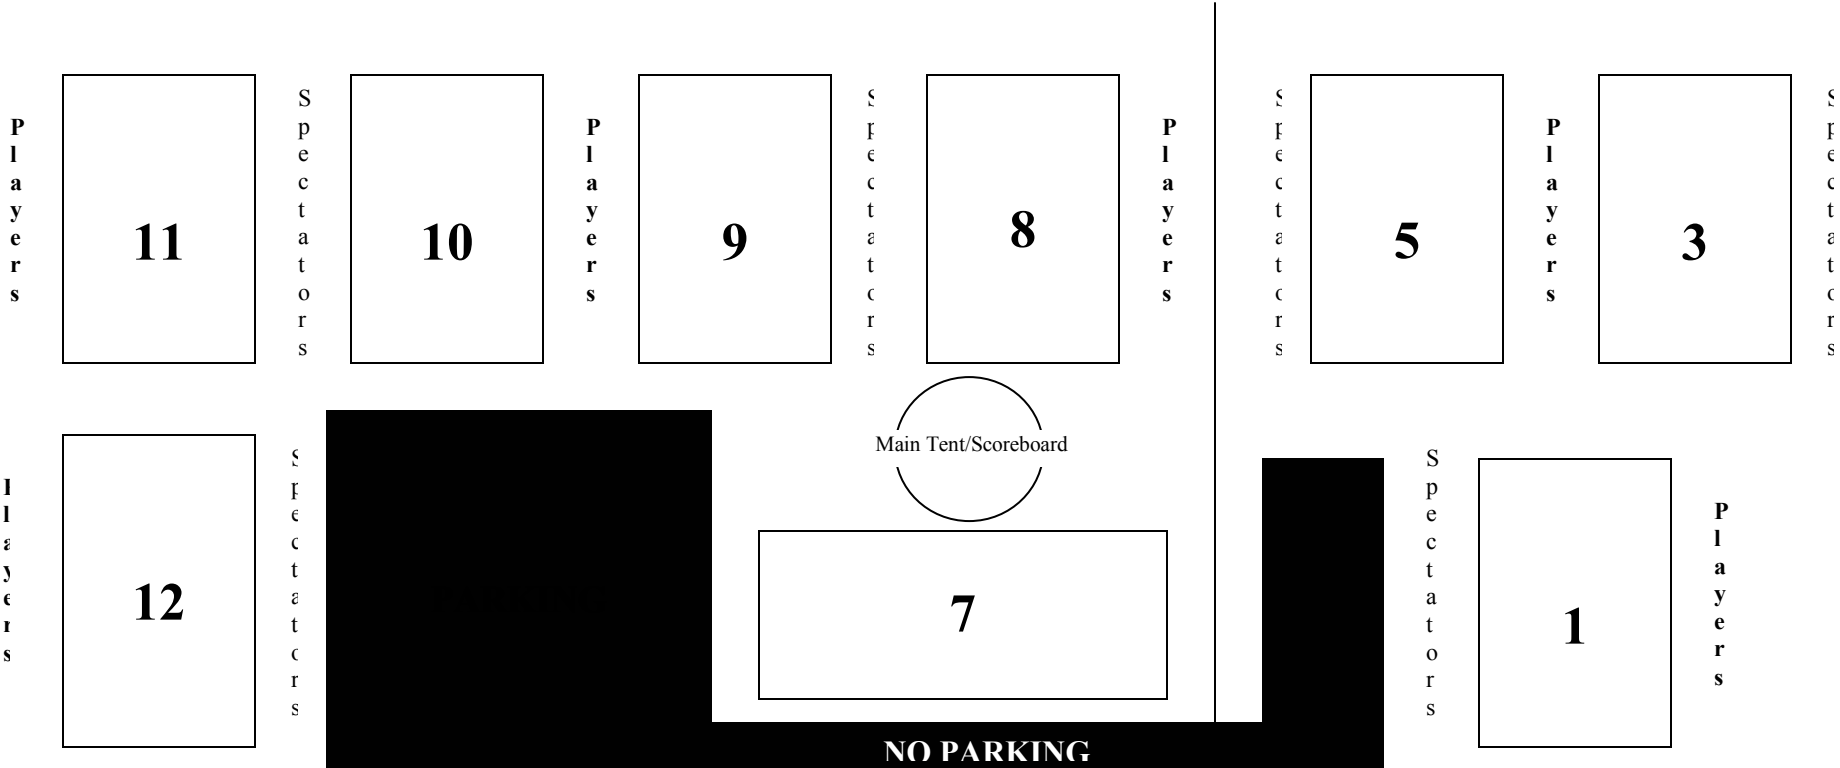 Players
11
Spectators
10
Players
9
Spectators
8
Players
Spectators
5
Players
3
Spectators
Main Tent/Scoreboard
Players
12
Spectators
7
Spectators
1
Players
NO PARKING